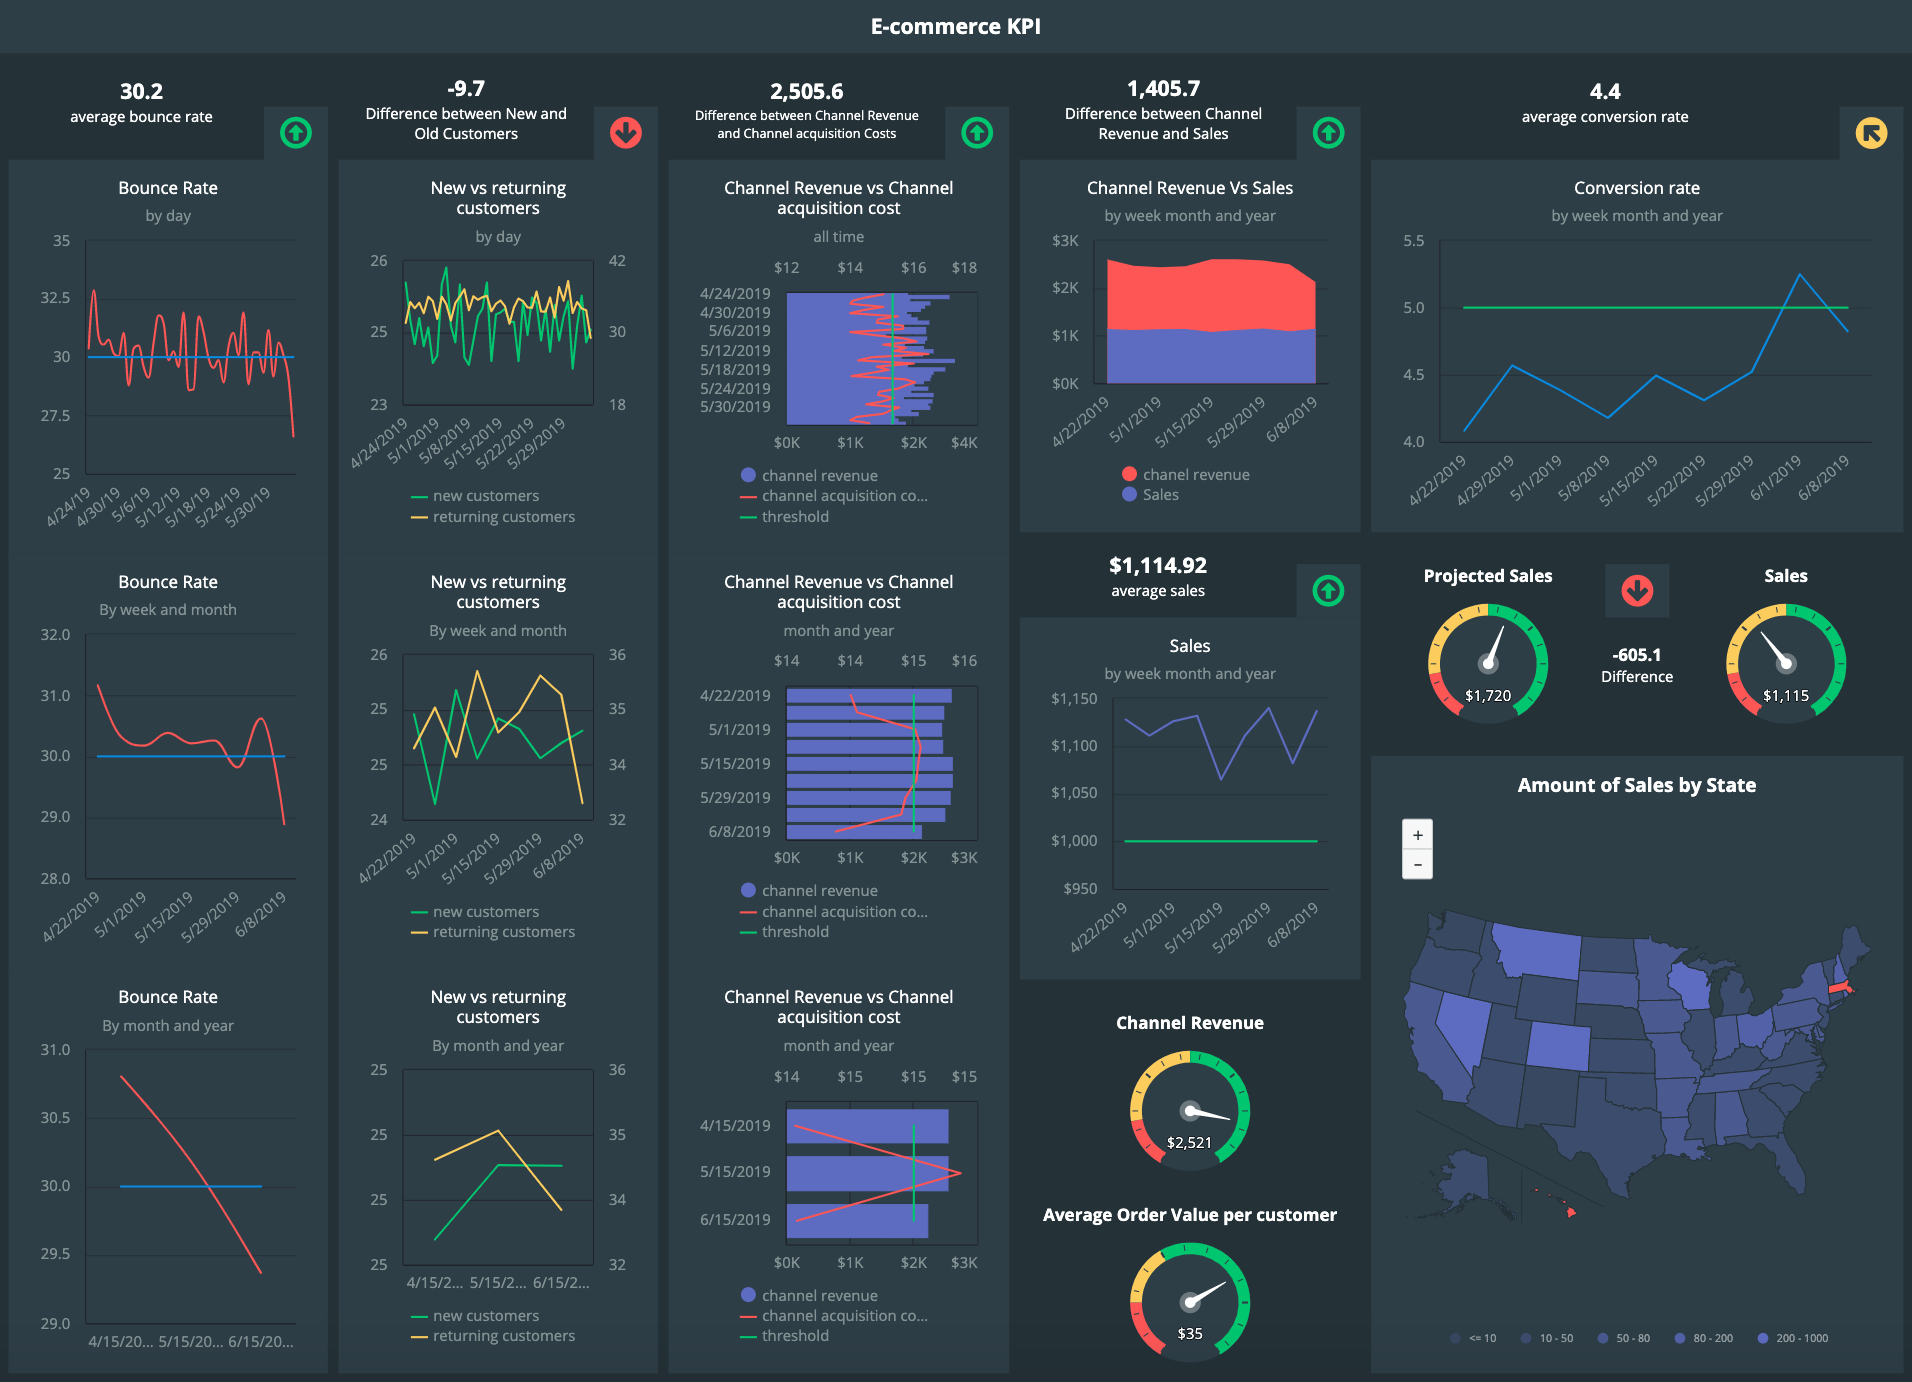 E-commerce KPI
30.2
average bounce rate
Bounce Rate
by day
35
32.5
30
27.5
25
4/24/19
4/30/19
5/6/19
5/12/19
5/18/19
5/24/19
5/30/19
Bounce Rate
By week and month
32.0
31.0
30.0
29.0
28.0
4/22/2019
5/1/2019
5/15/2019
5/29/2019
6/8/2019
Bounce Rate
By month and year
31.0
30.5
30.0
29.5
29.0
4/15/20... 5/15/20... 6/15/20...
-9.7
Difference between New and
Old Customers
New vs returning
customers
by day
26 42
25 30
23 18
4/24/2019
5/1/2019
5/8/2019
5/15/2019
5/22/2019
5/29/2019
new customers
returning customers
New vs returning
customers
By week and month
26 36
25 35
25 34
24 32
4/22/2019
5/1/2019
5/15/2019
5/29/2019
6/8/2019
new customers
returning customers
New vs returning
customers
By month and year
25 36
25 35
25 34
25 32
4/15/2... 5/15/2... 6/15/2...
new customers
returning customers
2,505.6
Difference between Channel Revenue
and Channel acquisition Costs
Channel Revenue vs Channel
acquisition cost
all time
$12 $14 $16 $18
4/24/2019
4/30/2019
5/6/2019
5/12/2019
5/18/2019
5/24/2019
5/30/2019
$0K $1K $2K $4K
channel revenue
channel acquisition co...
threshold
Channel Revenue vs Channel
acquisition cost
month and year
$14 $14 $15 $16
4/22/2019
5/1/2019
5/15/2019
5/29/2019
6/8/2019
$0K $1K $2K $3K
channel revenue
channel acquisition co...
threshold
Channel Revenue vs Channel
acquisition cost
month and year
$14 $15 $15 $15
4/15/2019
5/15/2019
6/15/2019
$0K $1K $2K $3K
channel revenue
channel acquisition co...
threshold
1,405.7
Difference between Channel
Revenue and Sales
Channel Revenue Vs Sales
by week month and year
$3K
$2K
$1K
$0K
4/22/2019
5/1/2019
5/15/2019
5/29/2019
6/8/2019
chanel revenue
Sales
$1,114.92
average sales
Sales
by week month and year
$1,150
$1,100
$1,050
$1,000
$950
4/22/2019
5/1/2019
5/15/2019
5/29/2019
6/8/2019
Channel Revenue
$2,521
Average Order Value per customer
$35
4.4
average conversion rate
Conversion rate
by week month and year
5.5
5.0
4.5
4.0
4/22/2019
4/29/2019
5/1/2019
5/8/2019
5/15/2019
5/22/2019
5/29/2019
6/1/2019
6/8/2019
Projected Sales
$1,720
-605.1
Difference
Sales
$1,115
Amount of Sales by State
+
−
<= 10 10 - 50 50 - 80 80 - 200 200 - 1000